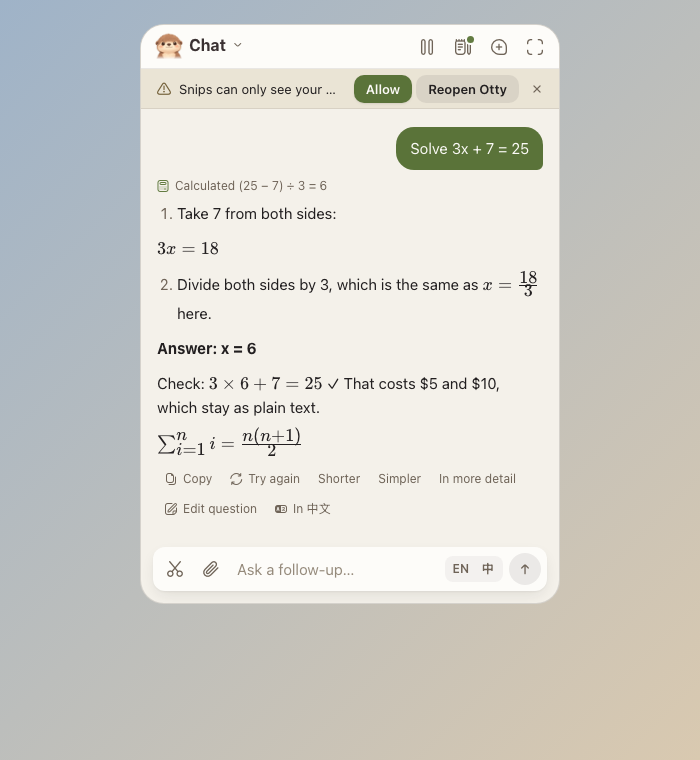 Chat
Snips can only see your ...
Allow
Reopen Otty
Solve 3x + 7 = 25
Calculated (25 − 7) ÷ 3 = 6
1. Take 7 from both sides:
3x = 18
2. Divide both sides by 3, which is the same as x = 18/3
here.
Answer: x = 6
Check: 3 × 6 + 7 = 25 ✓ That costs $5 and $10,
which stay as plain text.
∑_{i=1}^{n} i = n(n+1)/2
Copy
Try again
Shorter
Simpler
In more detail
Edit question
In 中文
Ask a follow-up...
EN 中